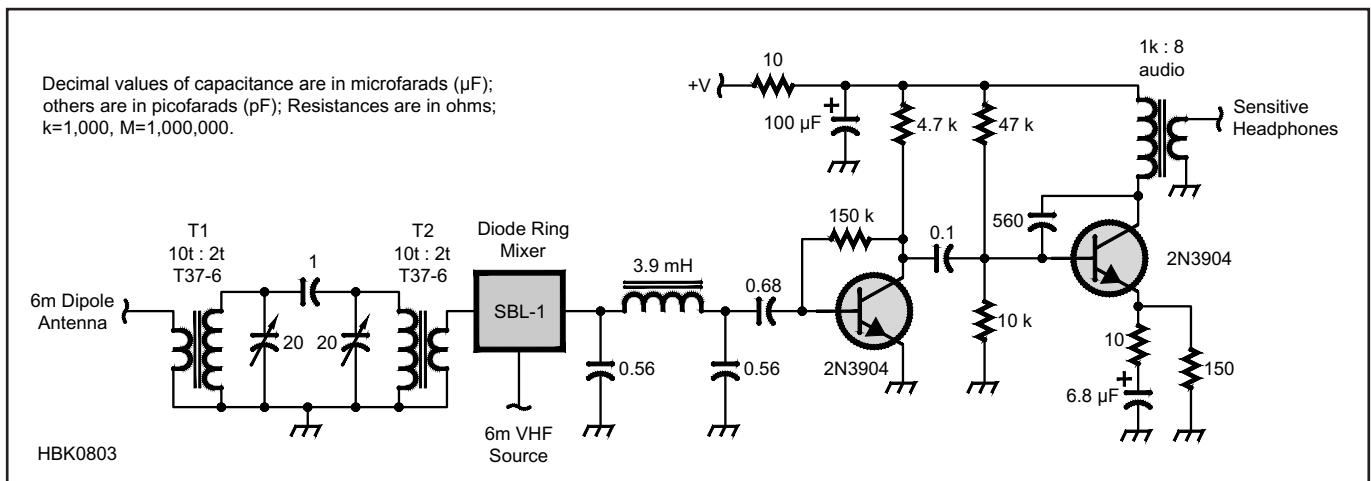 Decimal values of capacitance are in microfarads (µF);
others are in picofarads (pF); Resistances are in ohms;
k=1,000, M=1,000,000.
+V
10
100 µF
+
4.7 k
47 k
1k : 8
audio
Sensitive
Headphones
T1
10t : 2t
T37-6
1
T2
10t : 2t
T37-6
Diode Ring
Mixer
6m Dipole
Antenna
20
20
SBL-1
3.9 mH
0.56
0.56
0.68
150 k
0.1
560
2N3904
2N3904
10 k
10
150
6.8 µF
+
6m VHF
Source
HBK0803